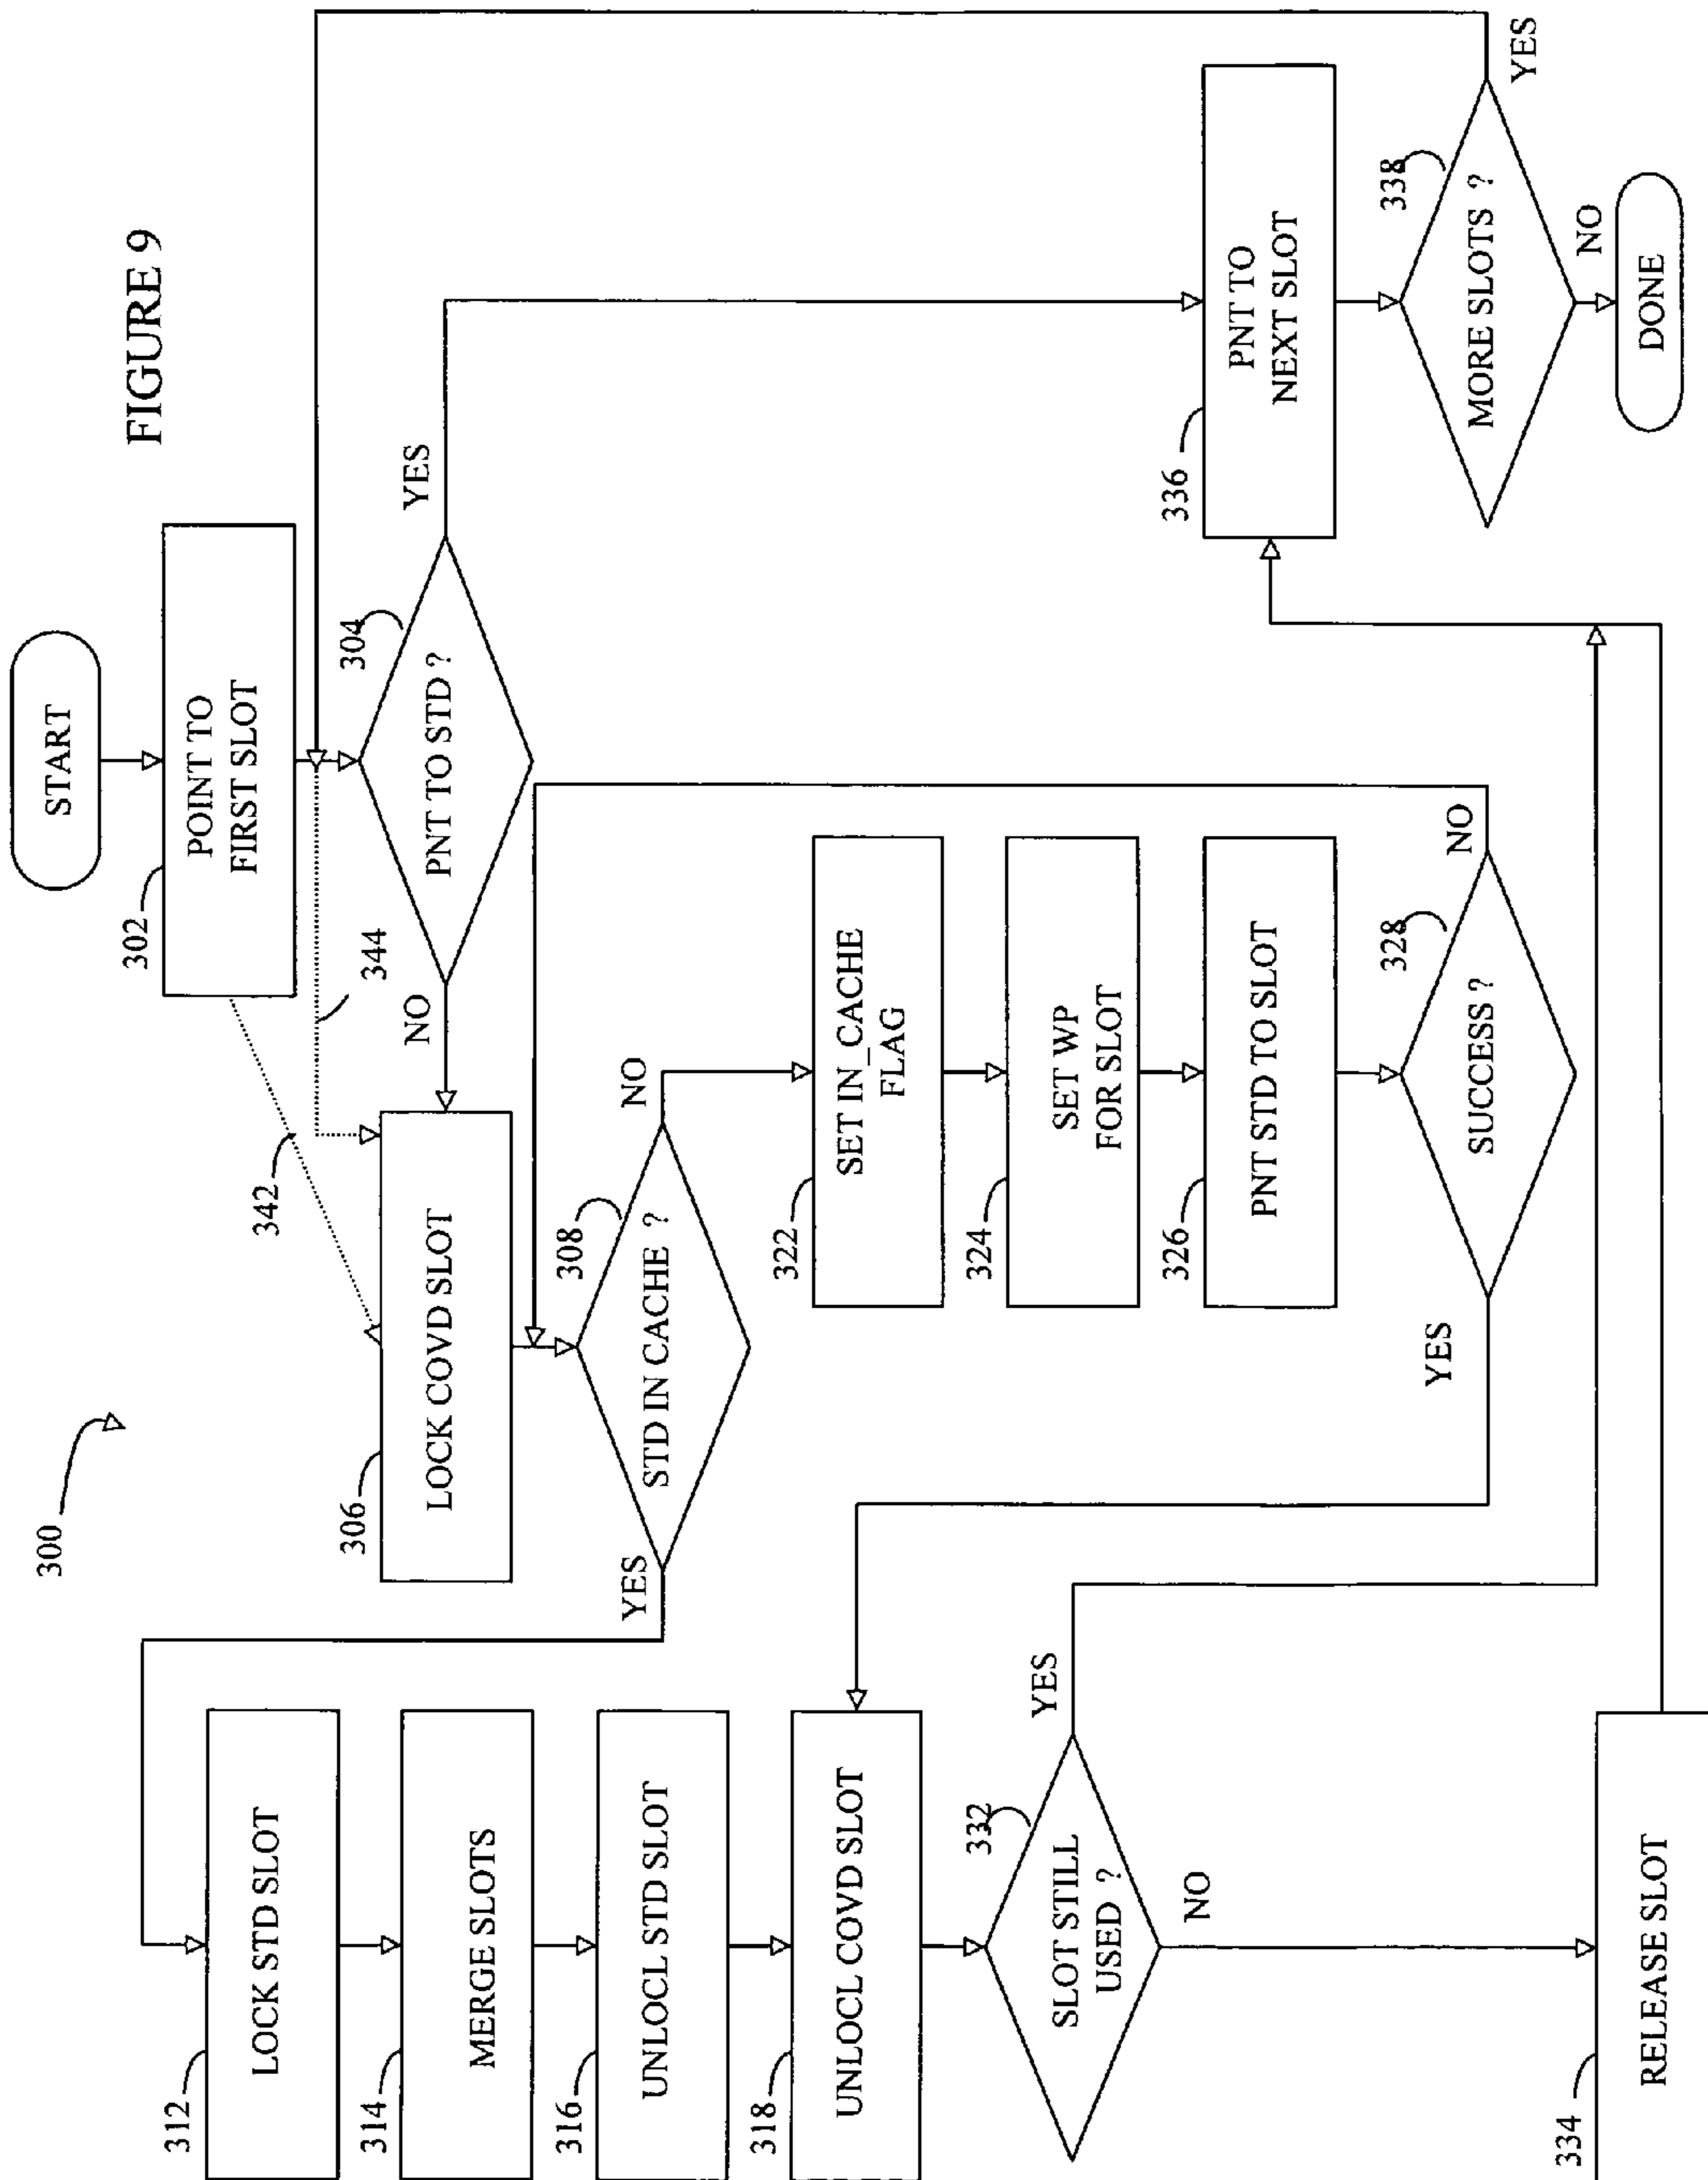 FIGURE 9
300
START
302
POINT TO
FIRST SLOT
344
342
304
PNT TO STD ?
YES
NO
306
LOCK COVD SLOT
308
STD IN CACHE ?
YES
NO
312
LOCK STD SLOT
314
MERGE SLOTS
316
UNLOCL STD SLOT
318
UNLOCL COVD SLOT
322
SET IN_CACHE
FLAG
324
SET WP
FOR SLOT
326
PNT STD TO SLOT
328
SUCCESS ?
YES
NO
332
SLOT STILL
USED ?
YES
NO
334
RELEASE SLOT
336
PNT TO
NEXT SLOT
338
MORE SLOTS ?
YES
NO
DONE